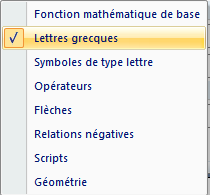 Fonction mathématique de base
Lettres grecques
Symboles de type lettre
Opérateurs
Flèches
Relations négatives
Scripts
Géométrie